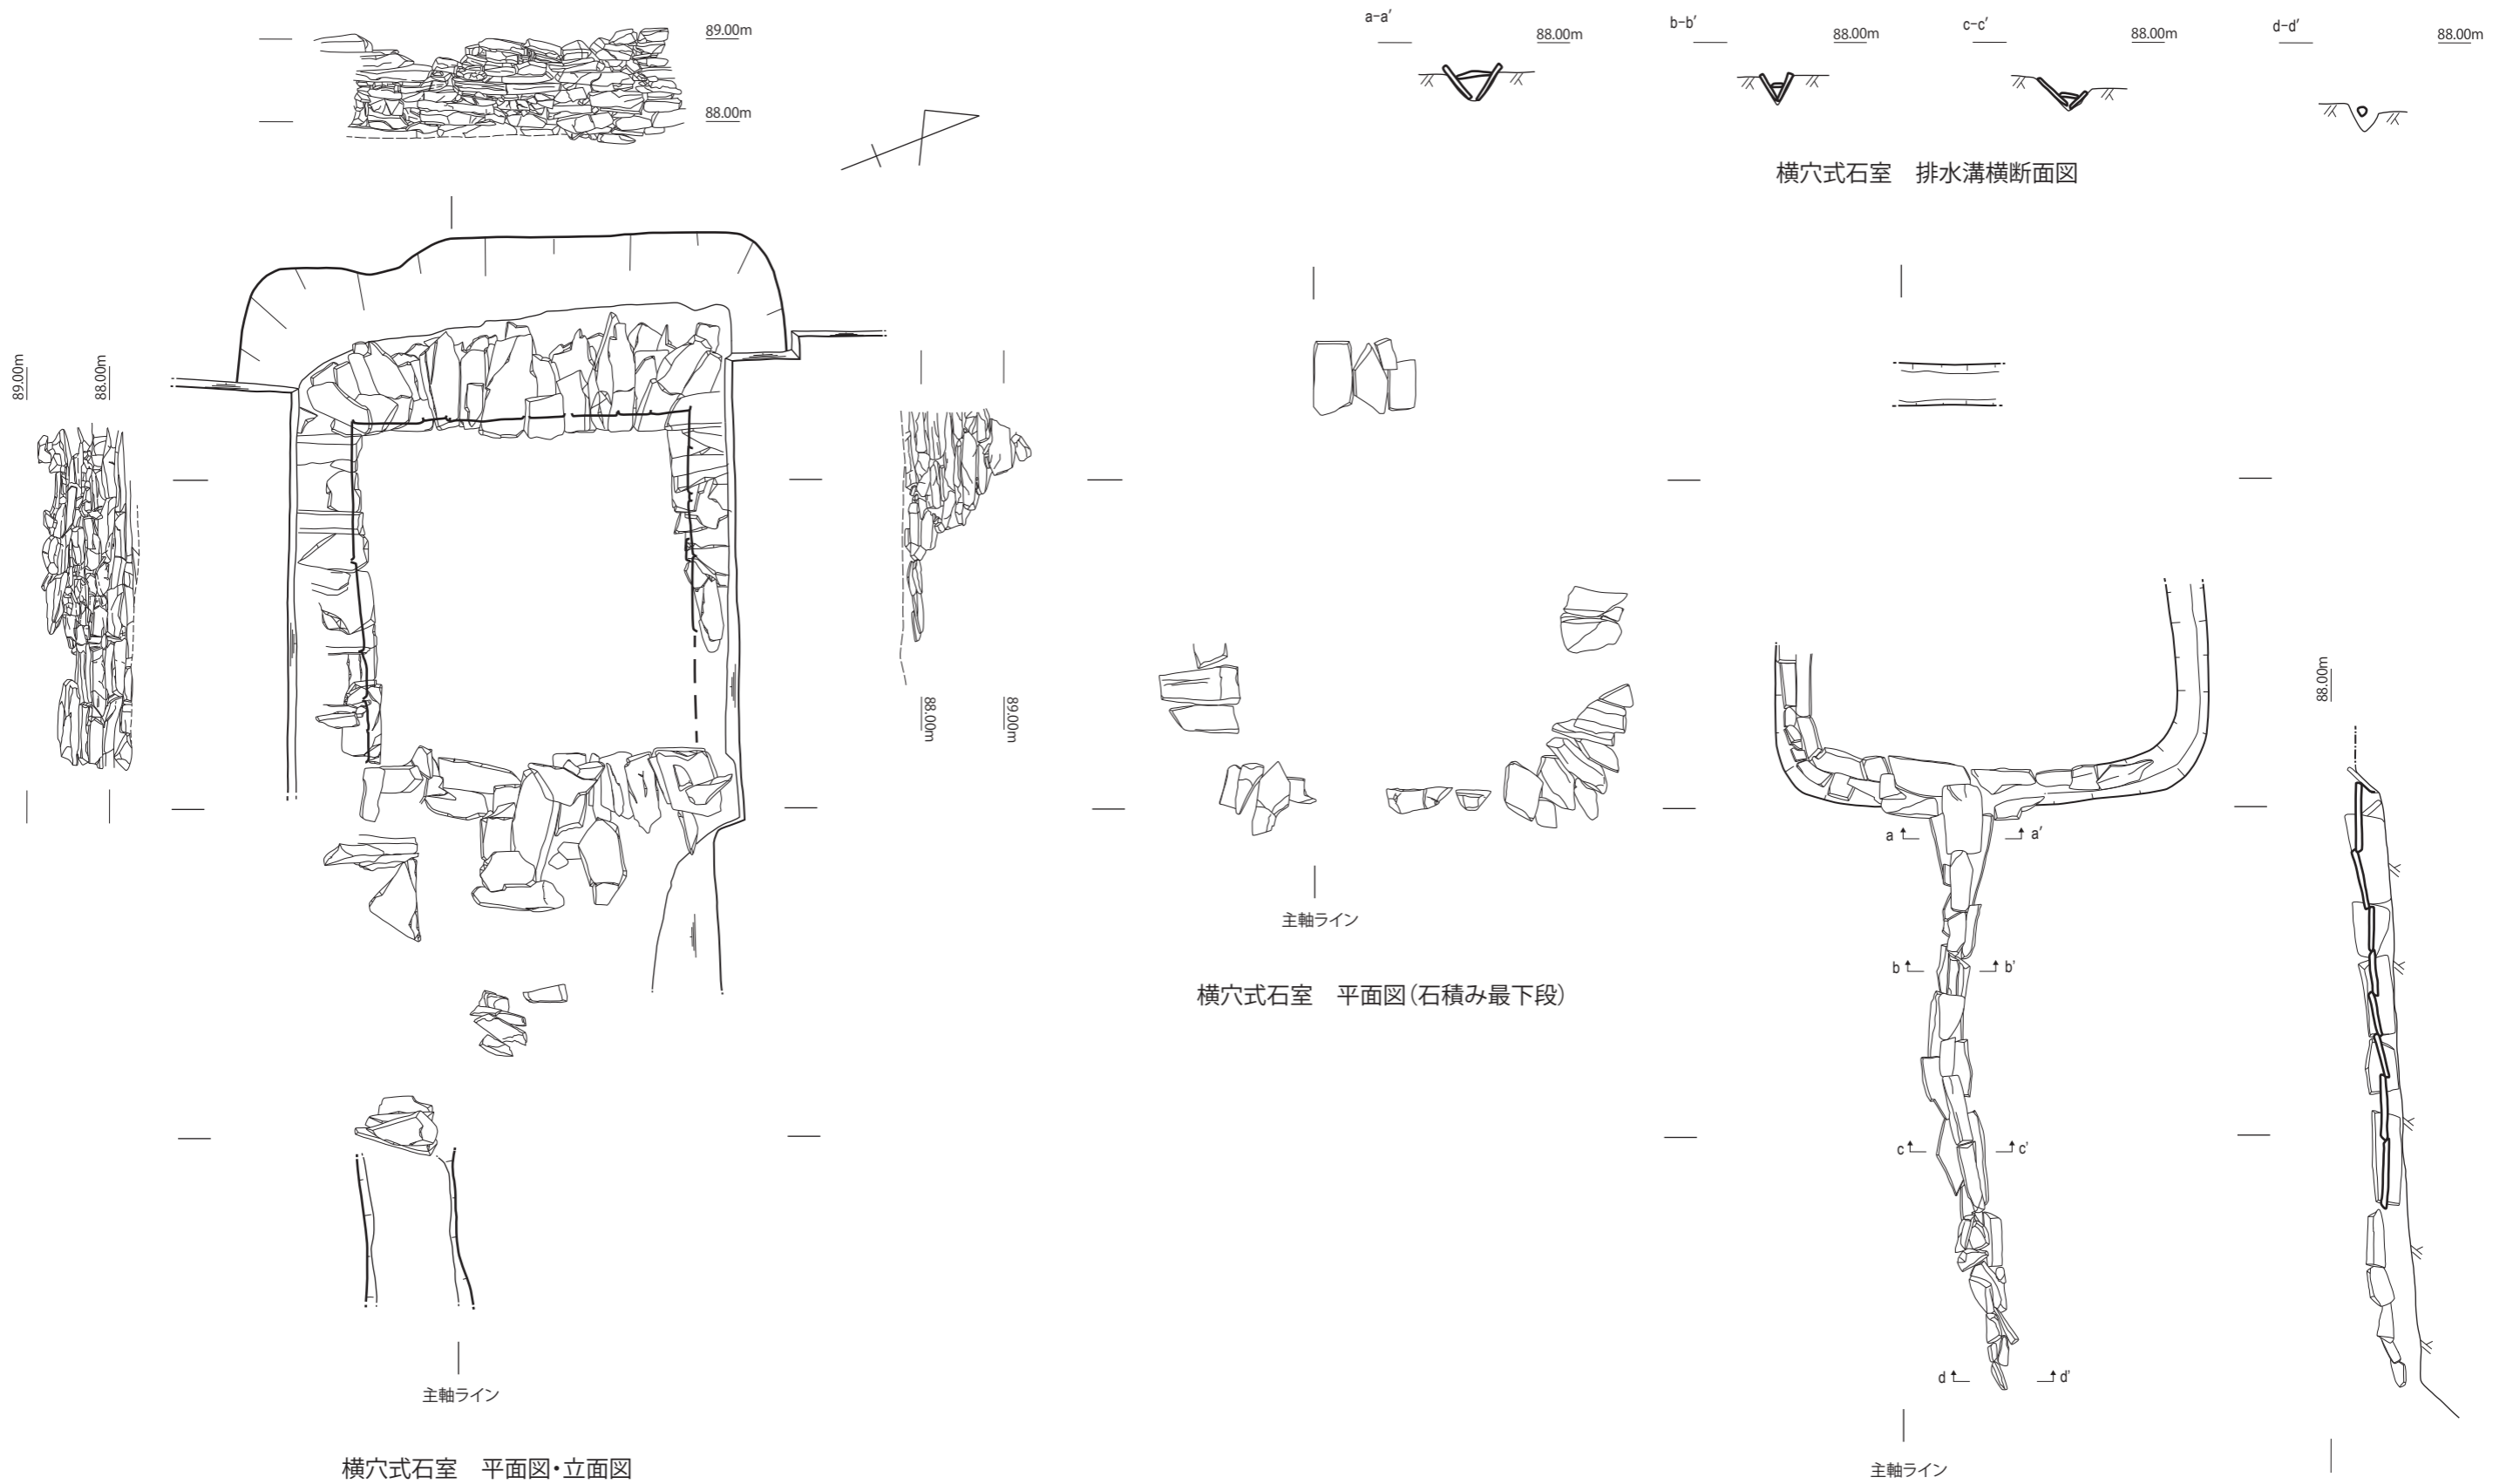 89.00m
88.00m
a-a′
88.00m
b-b′
88.00m
c-c′
88.00m
d-d′
88.00m
横穴式石室　排水溝横断面図
89.00m
88.00m
88.00m
89.00m
主軸ライン
横穴式石室　平面図・立面図
主軸ライン
横穴式石室　平面図（石積み最下段）
a
a′
b
b′
c
c′
d
d′
主軸ライン
88.00m